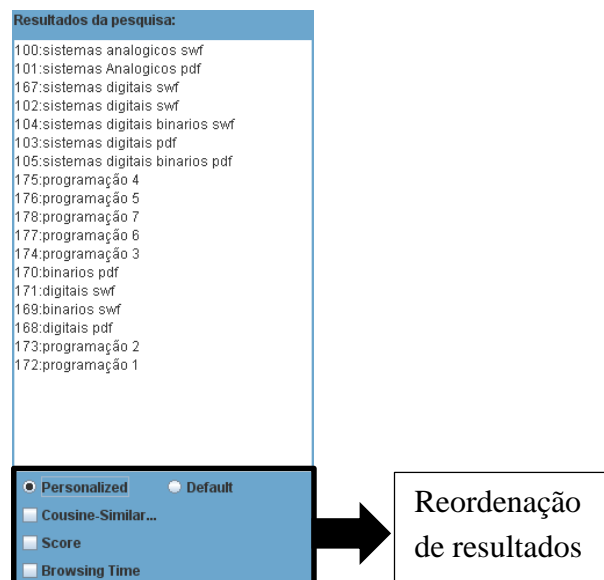 Resultados da pesquisa:
100:sistemas analogicos swf
101:sistemas Analogicos pdf
167:sistemas digitais swf
102:sistemas digitais swf
104:sistemas digitais binarios swf
103:sistemas digitais pdf
105:sistemas digitais binarios pdf
175:programação 4
176:programação 5
178:programação 7
177:programação 6
174:programação 3
170:binarios pdf
171:digitais swf
169:binarios swf
168:digitais pdf
173:programação 2
172:programação 1
Personalized Default
Cousine-Similar...
Score
Browsing Time
Reordenação
de resultados